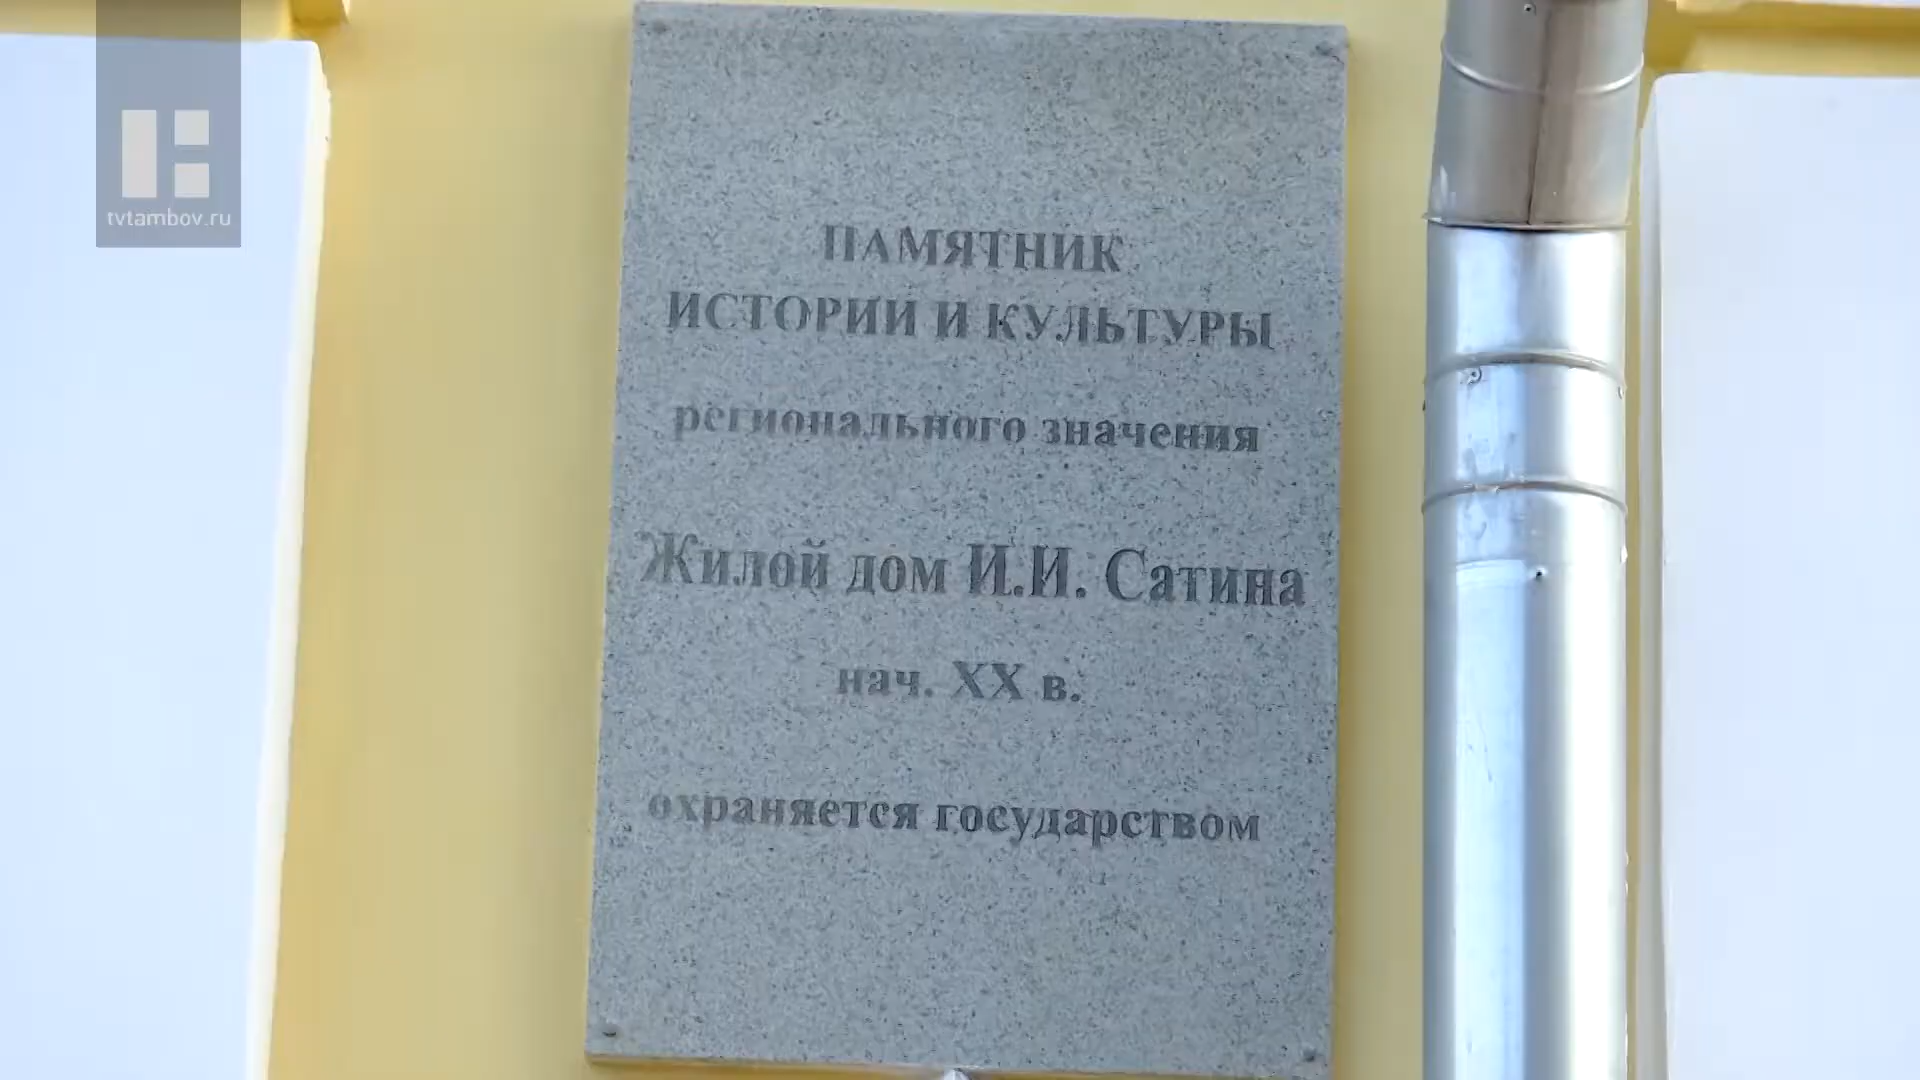 tvtambov.ru
ПАМЯТНИК
ИСТОРИИ И КУЛЬТУРЫ
регионального значения
Жилой дом И.И. Сатина
нач. XX в.
охраняется государством